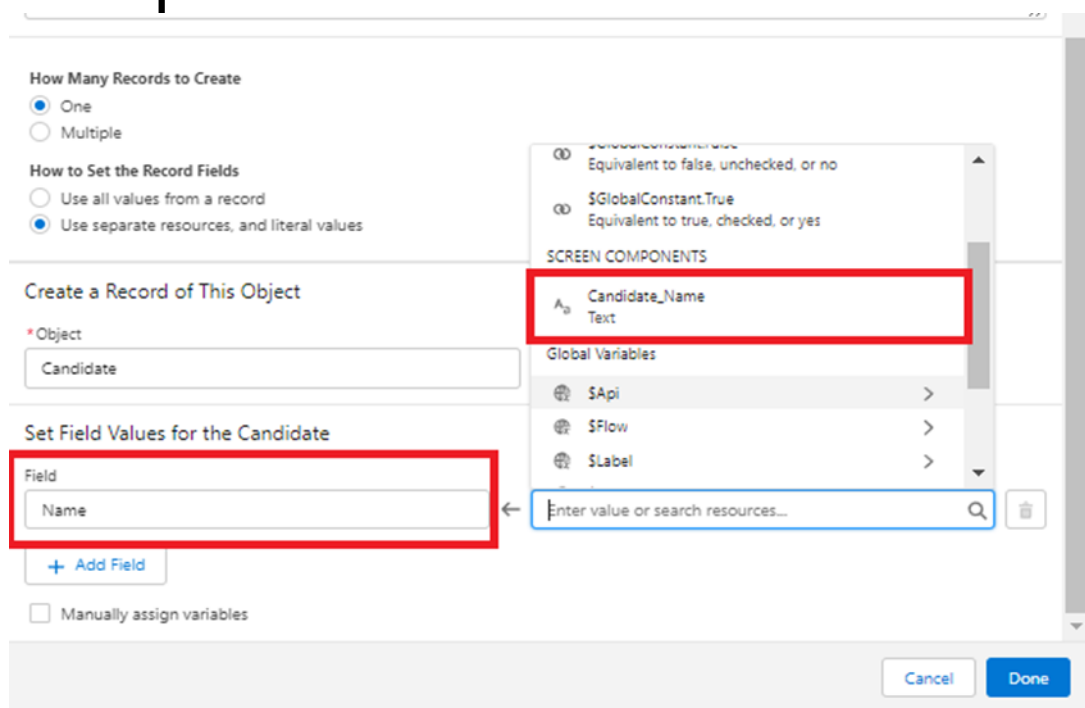 How Many Records to Create
One
Multiple
How to Set the Record Fields
Use all values from a record
Use separate resources, and literal values
Create a Record of This Object
*Object
Candidate
Set Field Values for the Candidate
Field
Name
+ Add Field
Manually assign variables
$GlobalConstant.False
Equivalent to false, unchecked, or no
$GlobalConstant.True
Equivalent to true, checked, or yes
SCREEN COMPONENTS
Candidate_Name
Text
Global Variables
$Api
$Flow
$Label
Enter value or search resources...
Cancel
Done